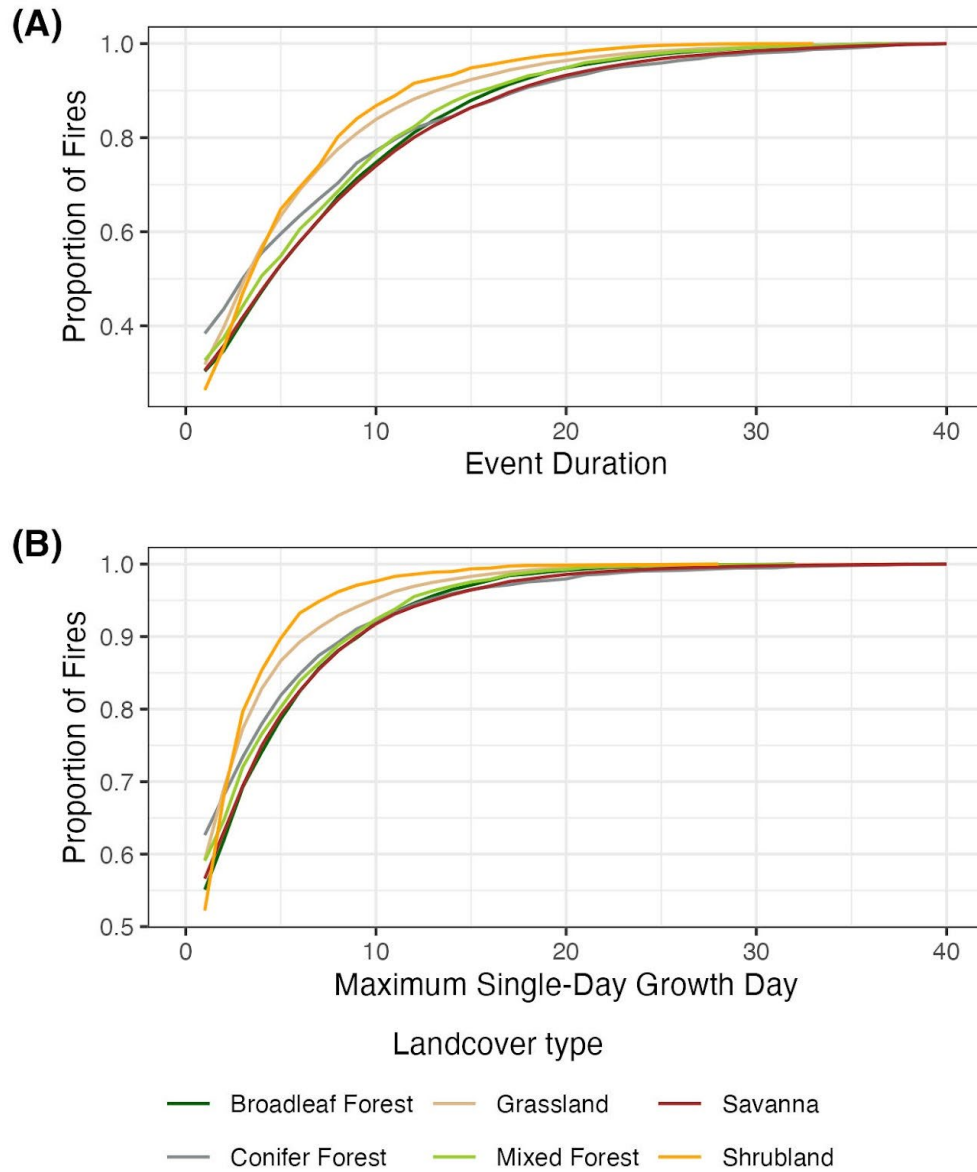 (A)
Proportion of Fires
1.0
0.8
0.6
0.4
0 10 20 30 40
Event Duration
(B)
Proportion of Fires
1.0
0.9
0.8
0.7
0.6
0.5
0 10 20 30 40
Maximum Single-Day Growth Day
Landcover type
Broadleaf Forest Grassland Savanna
Conifer Forest Mixed Forest Shrubland